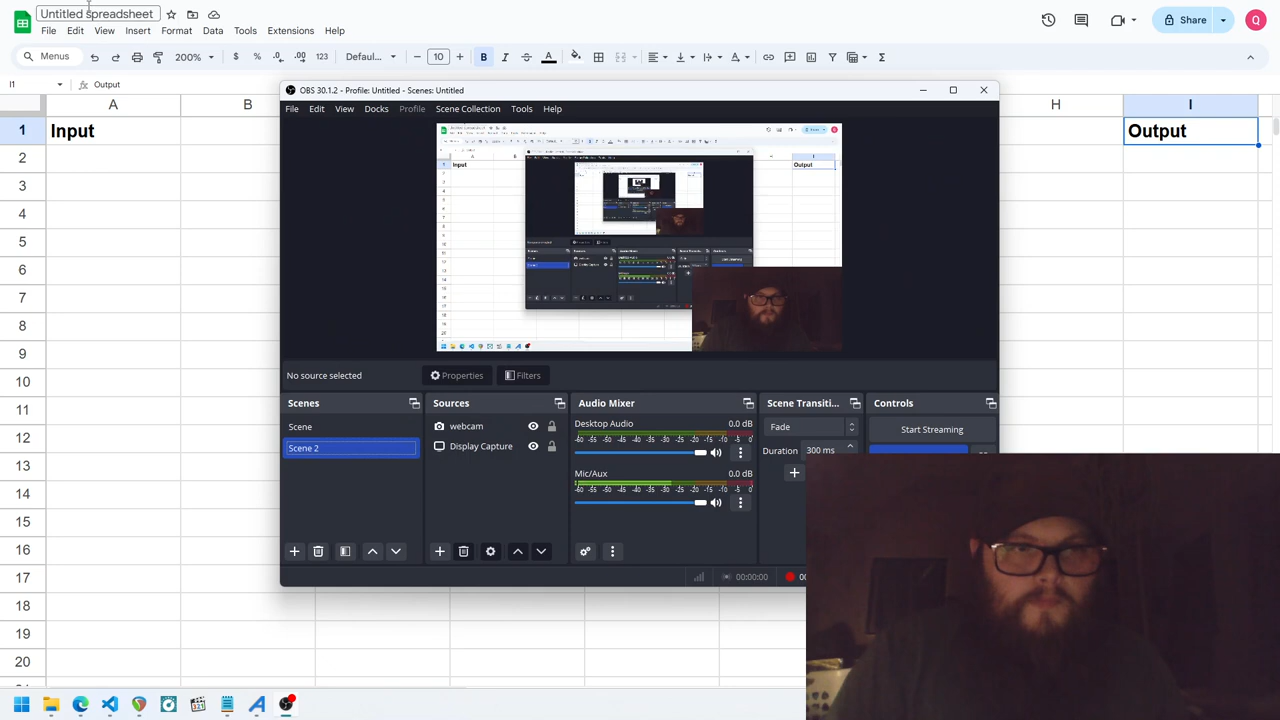 Untitled spreadsheet
File Edit View Insert Format Data Tools Extensions Help
Share
Q
Menus 200% $ % .0 .00 123 Defaul... 10 B I A
I1 Output
A B H I
1 Input Output
2
3
4
5
6
7
8
9
10
11
12
13
14
15
16
17
18
19
20
OBS 30.1.2 - Profile: Untitled - Scenes: Untitled
File Edit View Docks Profile Scene Collection Tools Help
Input Output
No source selected Properties Filters
Scenes Sources Audio Mixer Scene Transiti... Controls
Scene webcam Desktop Audio 0.0 dB Fade Start Streaming
-60 -55 -50 -45 -40 -35 -30 -25 -20 -15 -10 -5 0
Scene 2 Display Capture Duration 300 ms
Mic/Aux 0.0 dB
-60 -55 -50 -45 -40 -35 -30 -25 -20 -15 -10 -5 0
00:00:00 00